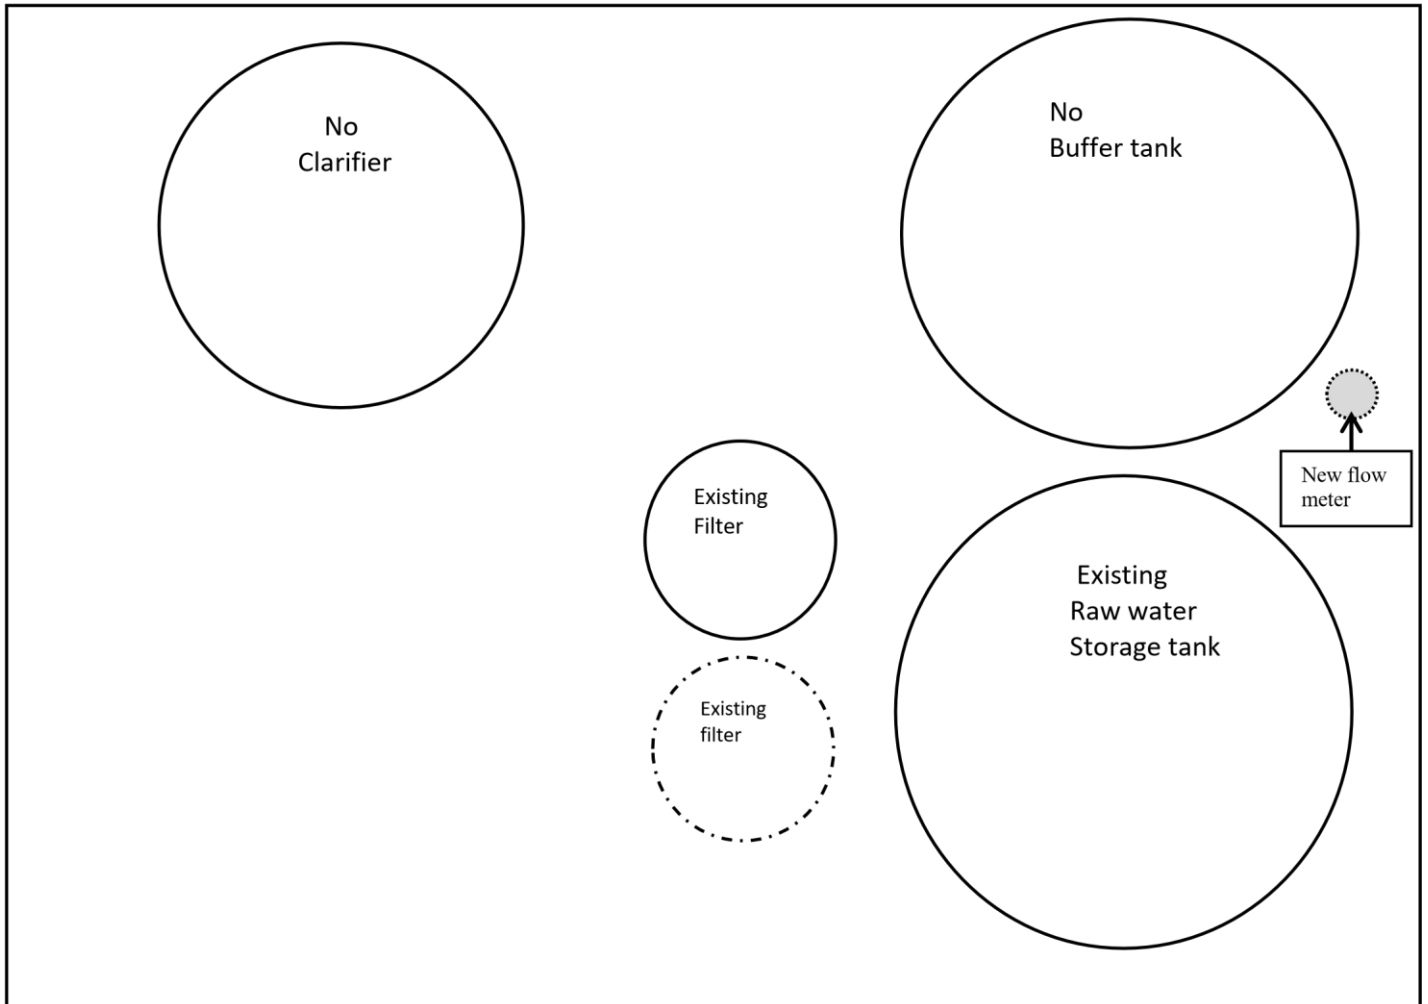 No
Clarifier
No
Buffer tank
New flow
meter
Existing
Filter
Existing
Raw water
Storage tank
Existing
filter